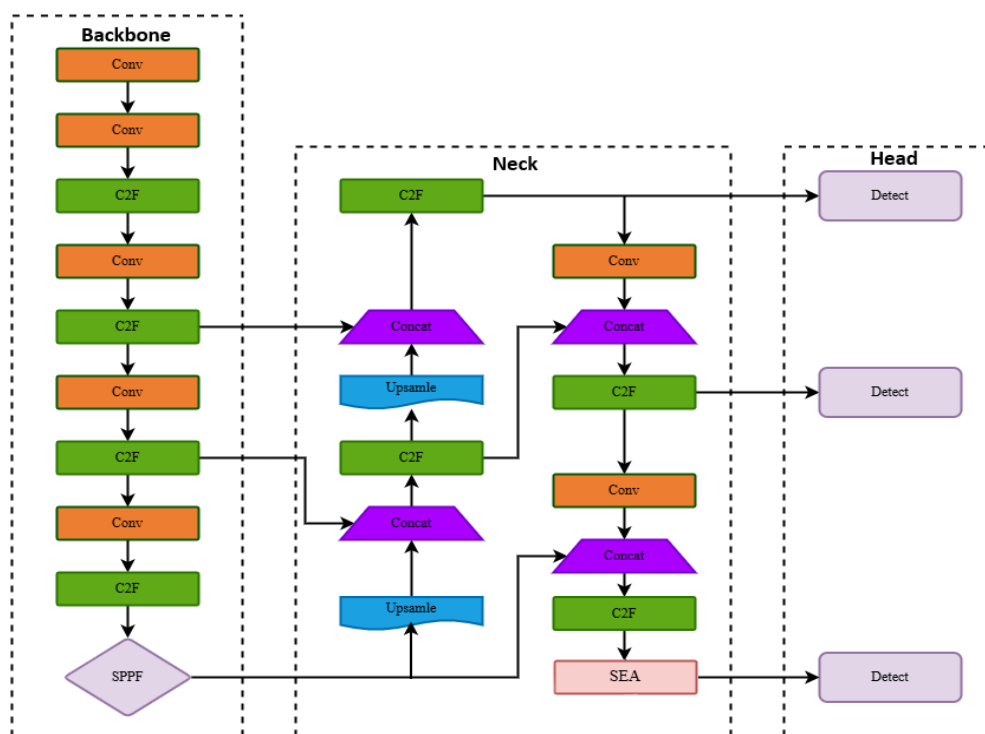 Backbone
Conv
Conv
C2F
Conv
C2F
Conv
C2F
Conv
C2F
SPPF
Neck
C2F
Concat
Upsamle
C2F
Concat
Upsamle
Conv
Concat
C2F
Conv
Concat
C2F
SEA
Head
Detect
Detect
Detect